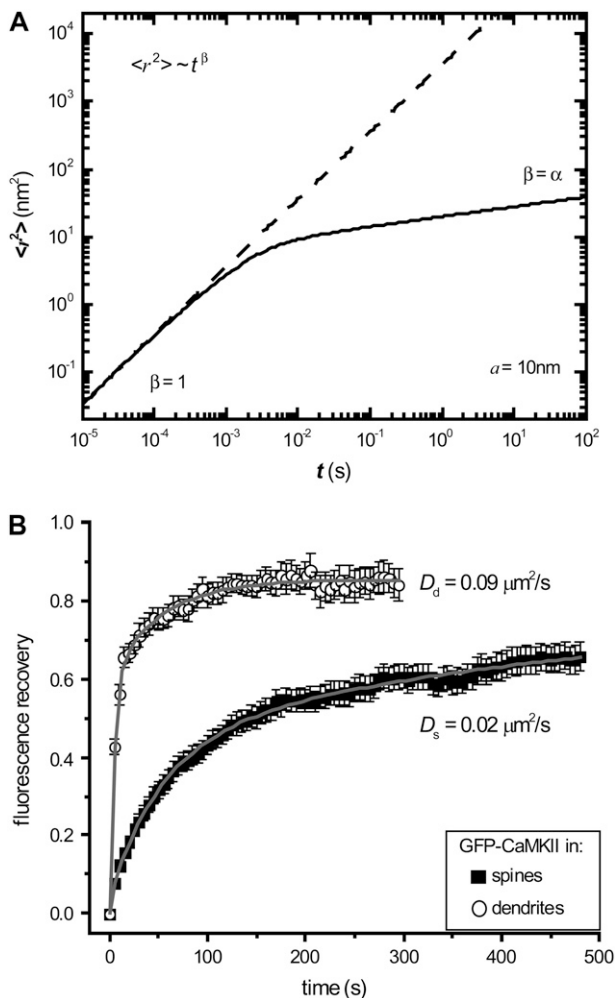 A
10⁴
10³
10²
10¹
10⁰
10⁻¹
<r²> (nm²)
<r²> ~ t^β
β = α
β = 1
a = 10nm
10⁻⁵ 10⁻⁴ 10⁻³ 10⁻² 10⁻¹ 10⁰ 10¹ 10²
t (s)
B
1.0
0.8
0.6
0.4
0.2
0.0
fluorescence recovery
D_d = 0.09 μm²/s
D_s = 0.02 μm²/s
GFP-CaMKII in:
spines
dendrites
0 100 200 300 400 500
time (s)